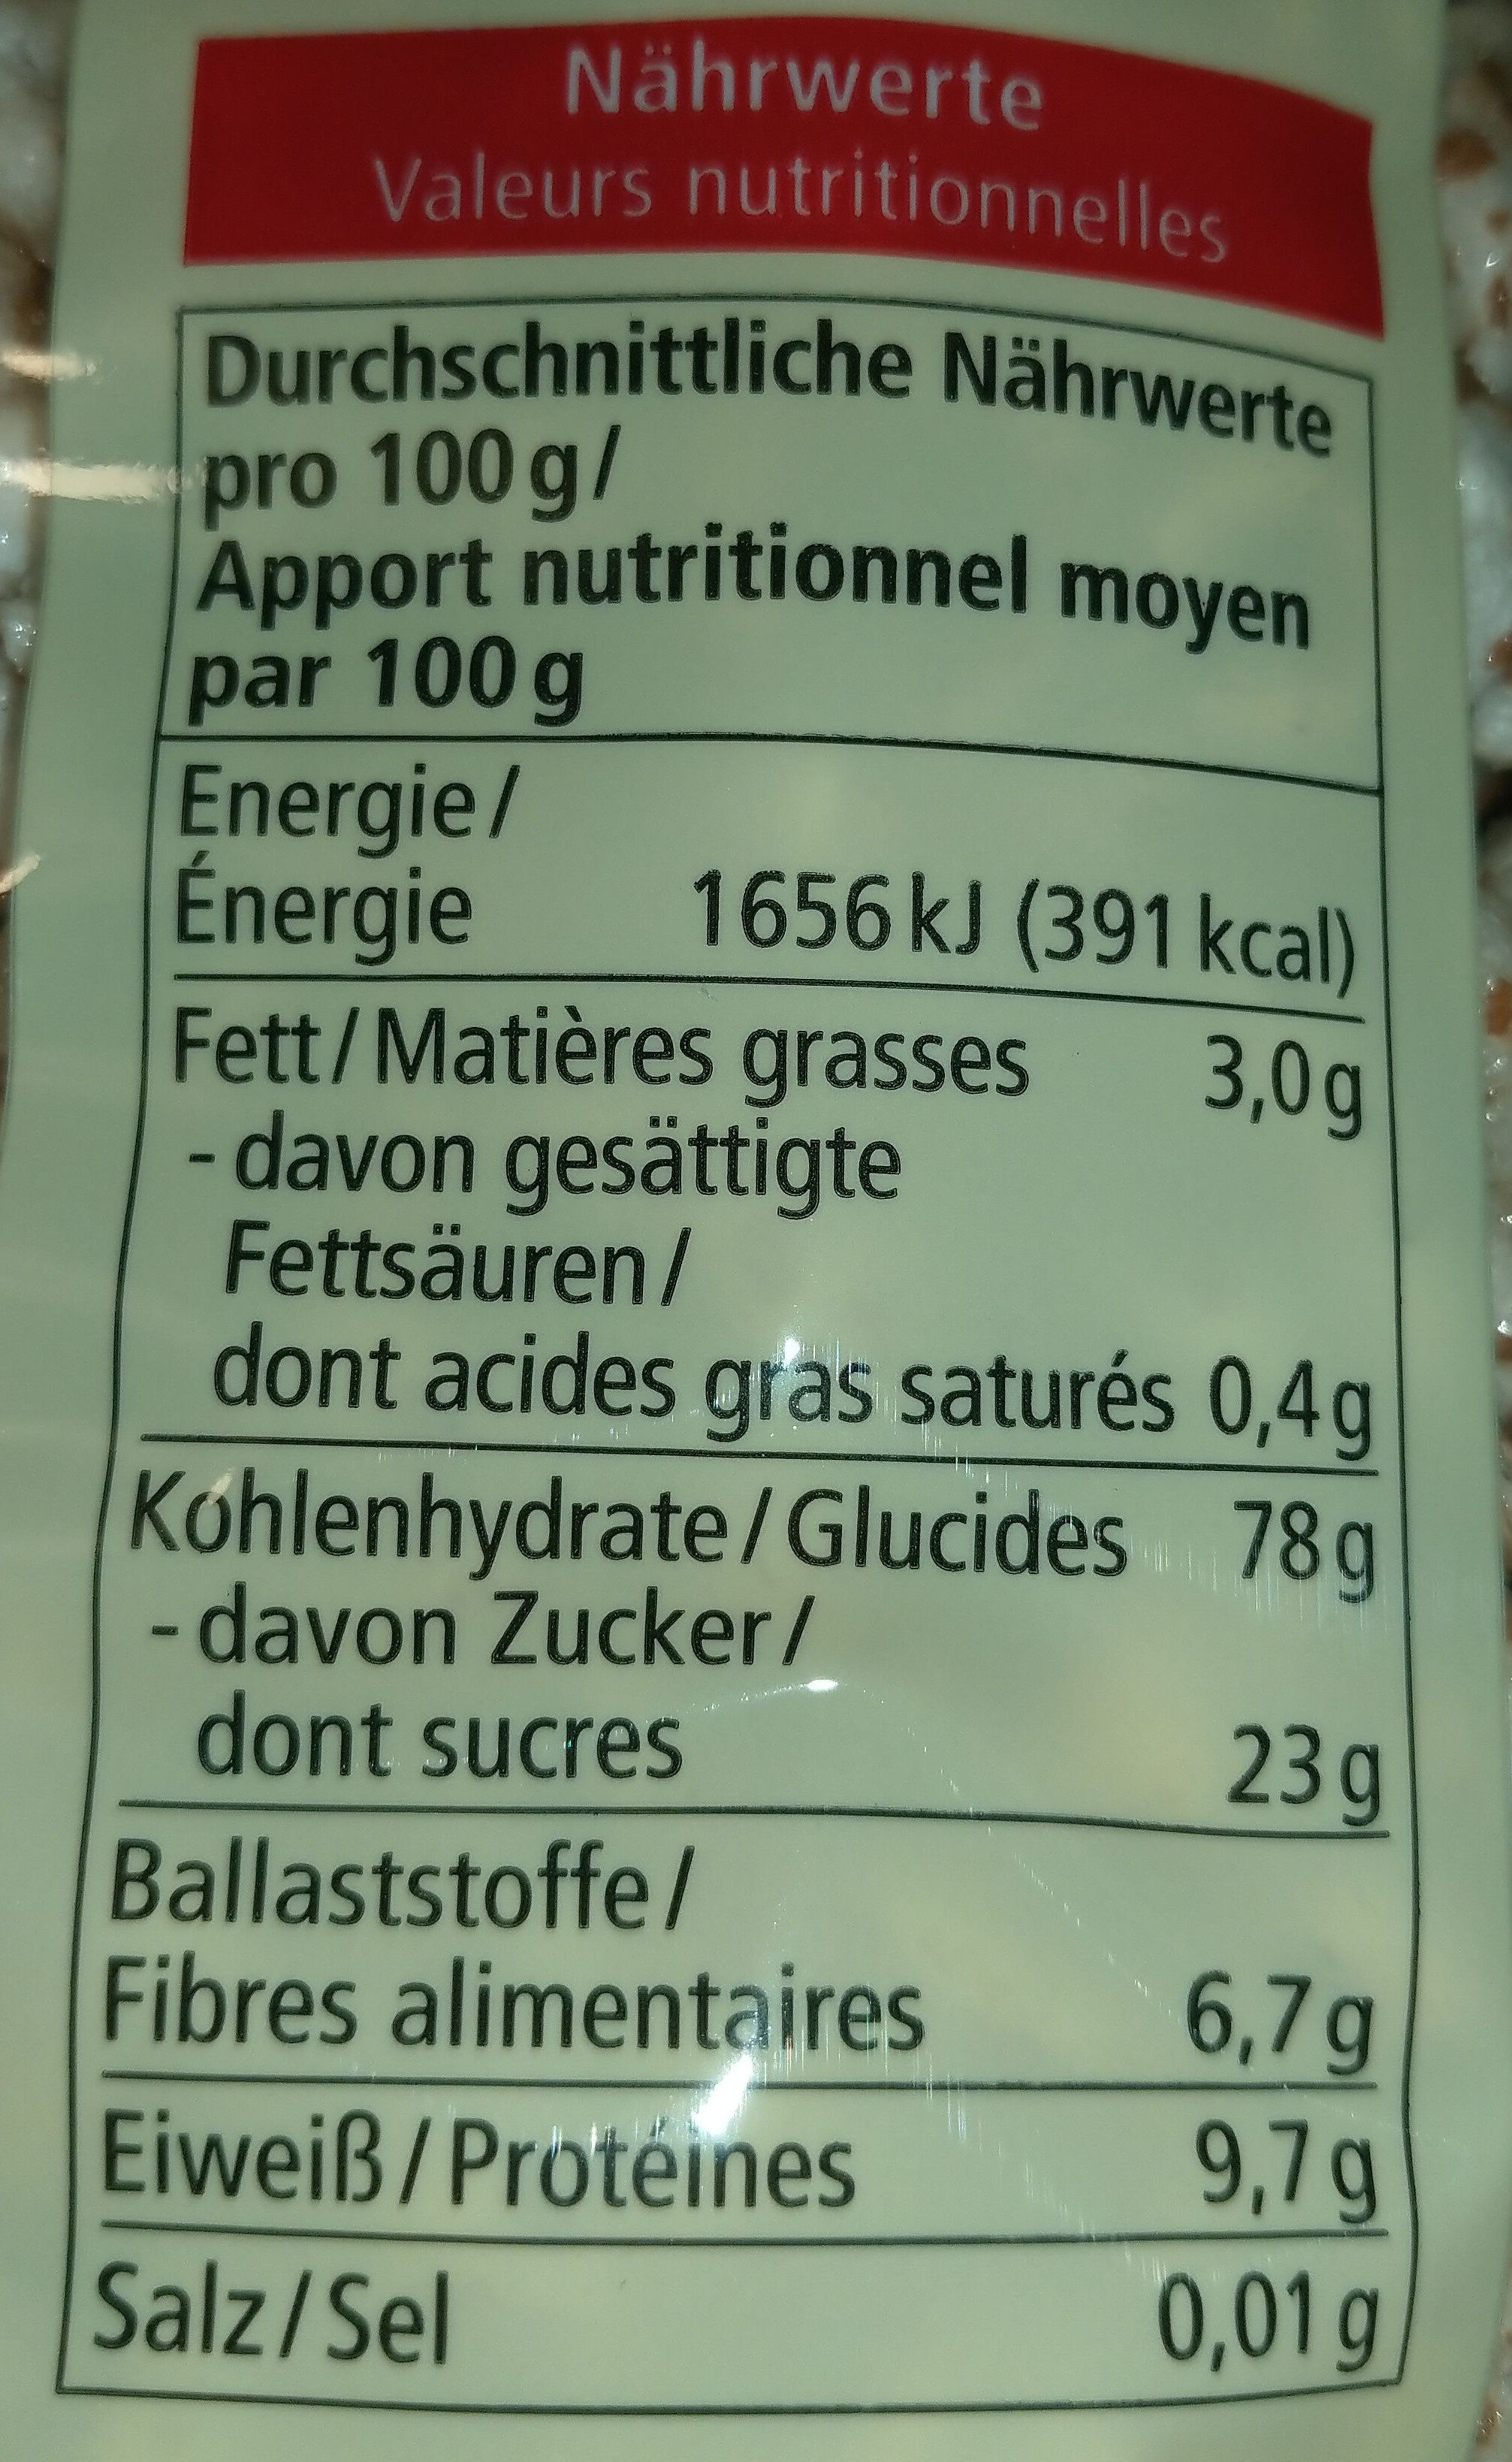 Nährwerte
Valeurs nutritionnelles
Durchschnittliche Nährwerte
pro 100 g/
Apport nutritionnel moyen
par 100 g
Energie/
Énergie 1656 kJ (391 kcal)
Fett/Matières grasses 3,0 g
- davon gesättigte
Fettsäuren/
dont acides gras saturés 0,4 g
Kohlenhydrate/Glucides 78 g
- davon Zucker/
dont sucres 23 g
Ballaststoffe/
Fibres alimentaires 6,7 g
Eiweiß/Protéines 9,7 g
Salz/Sel 0,01 g